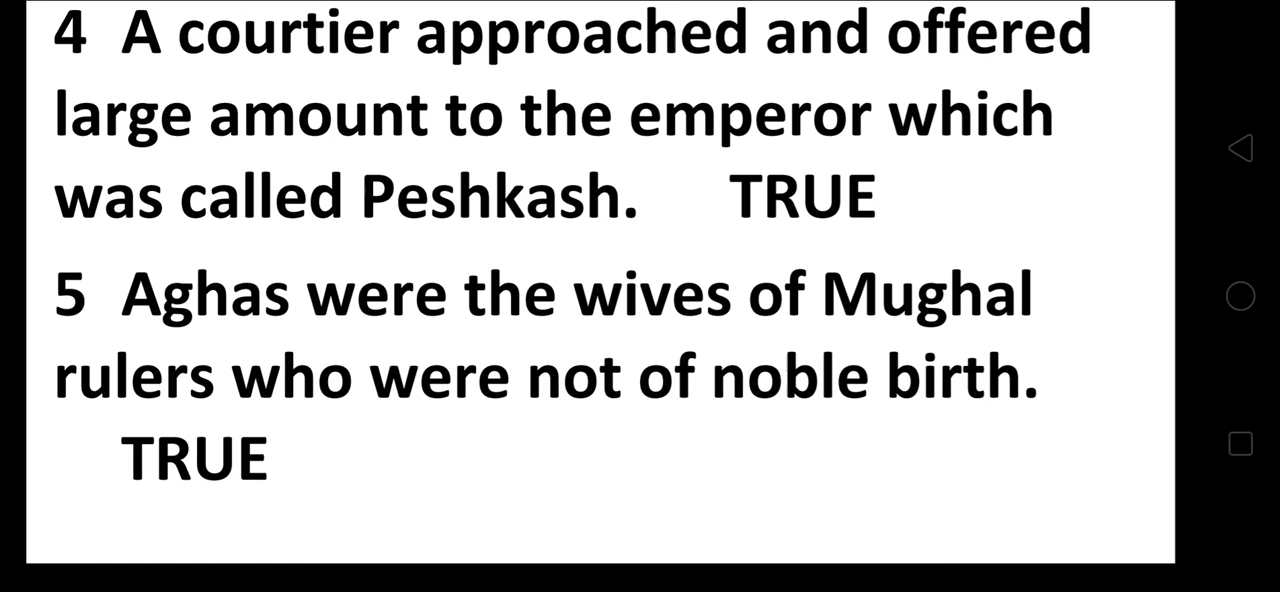 4 A courtier approached and offered
large amount to the emperor which
was called Peshkash. TRUE
5 Aghas were the wives of Mughal
rulers who were not of noble birth.
TRUE